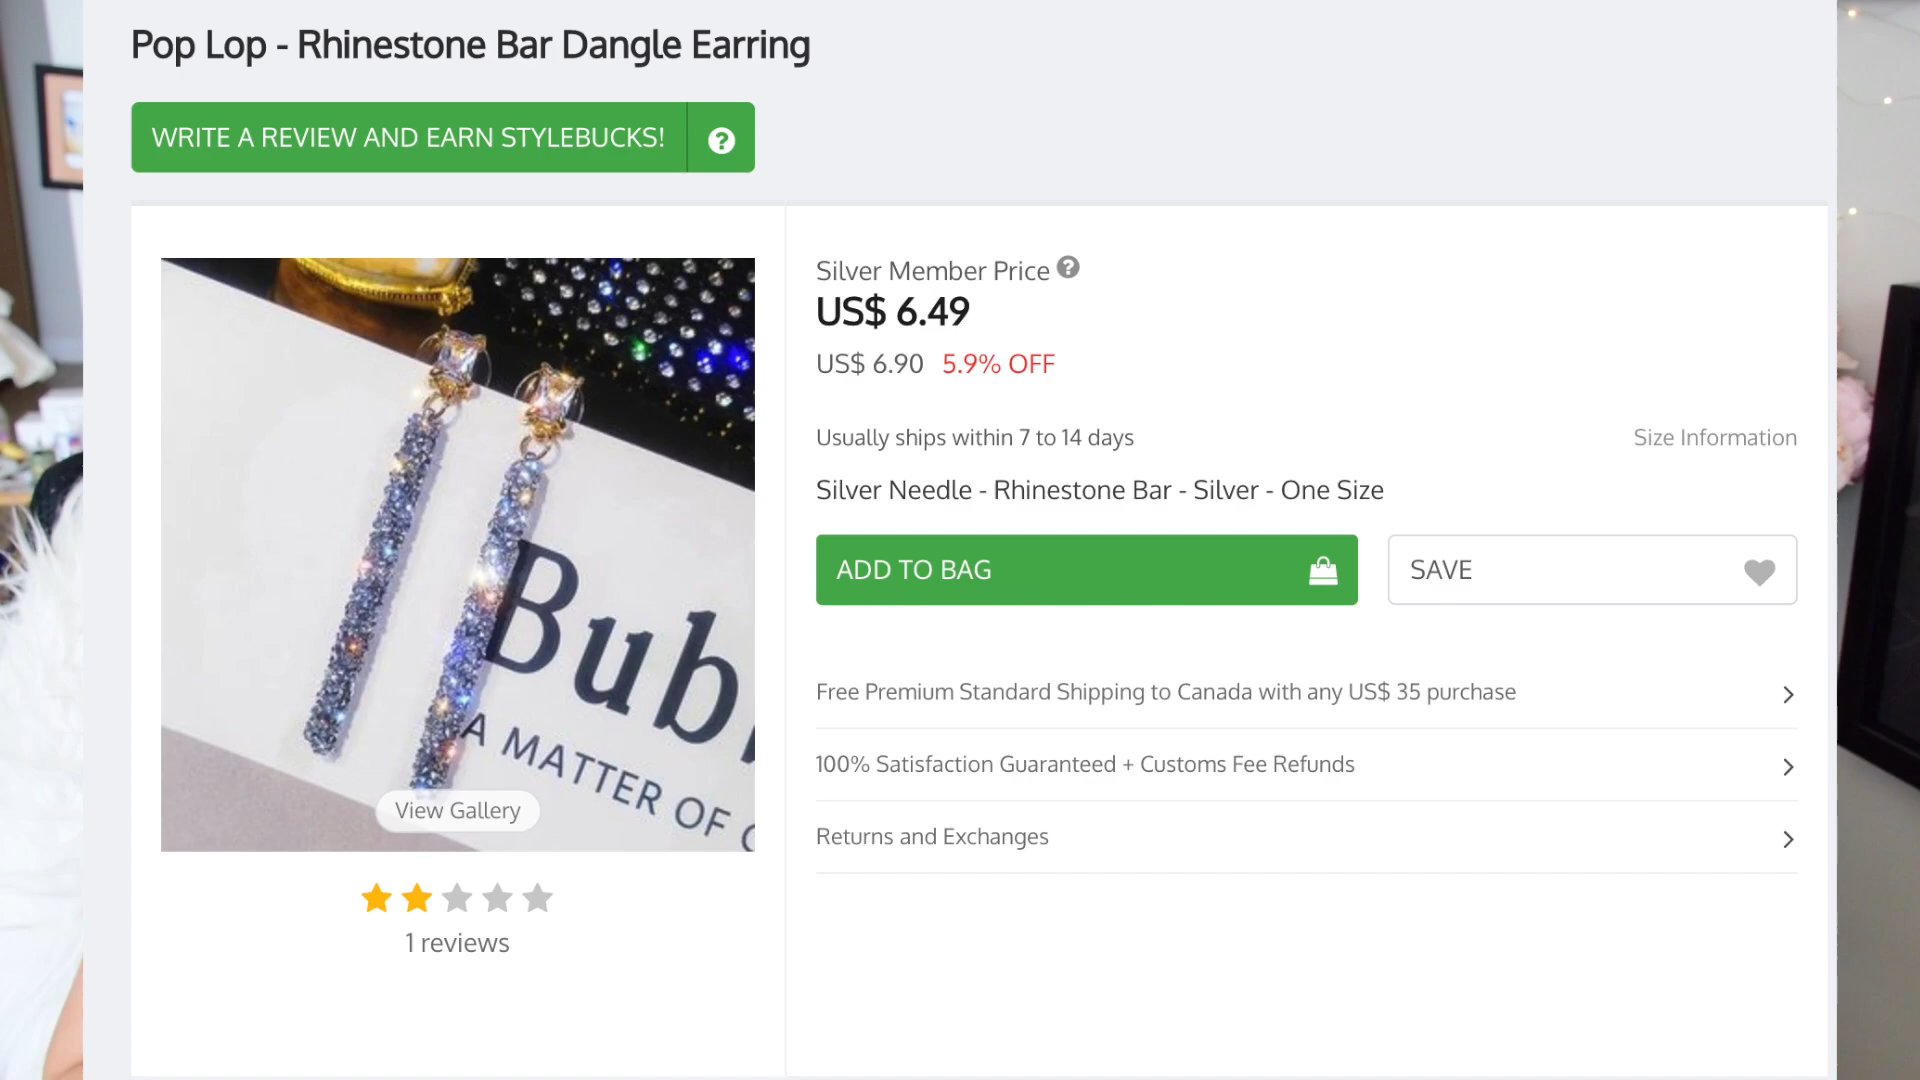 Pop Lop - Rhinestone Bar Dangle Earring
WRITE A REVIEW AND EARN STYLEBUCKS!
Silver Member Price
US$ 6.49
US$ 6.90 5.9% OFF
Usually ships within 7 to 14 days
Size Information
Silver Needle - Rhinestone Bar - Silver - One Size
ADD TO BAG
SAVE
Free Premium Standard Shipping to Canada with any US$ 35 purchase
100% Satisfaction Guaranteed + Customs Fee Refunds
Returns and Exchanges
Bub
A MATTER OF
View Gallery
1 reviews